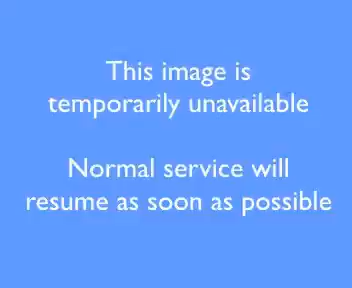 This image is
temporarily unavailable
Normal service will
resume as soon as possible